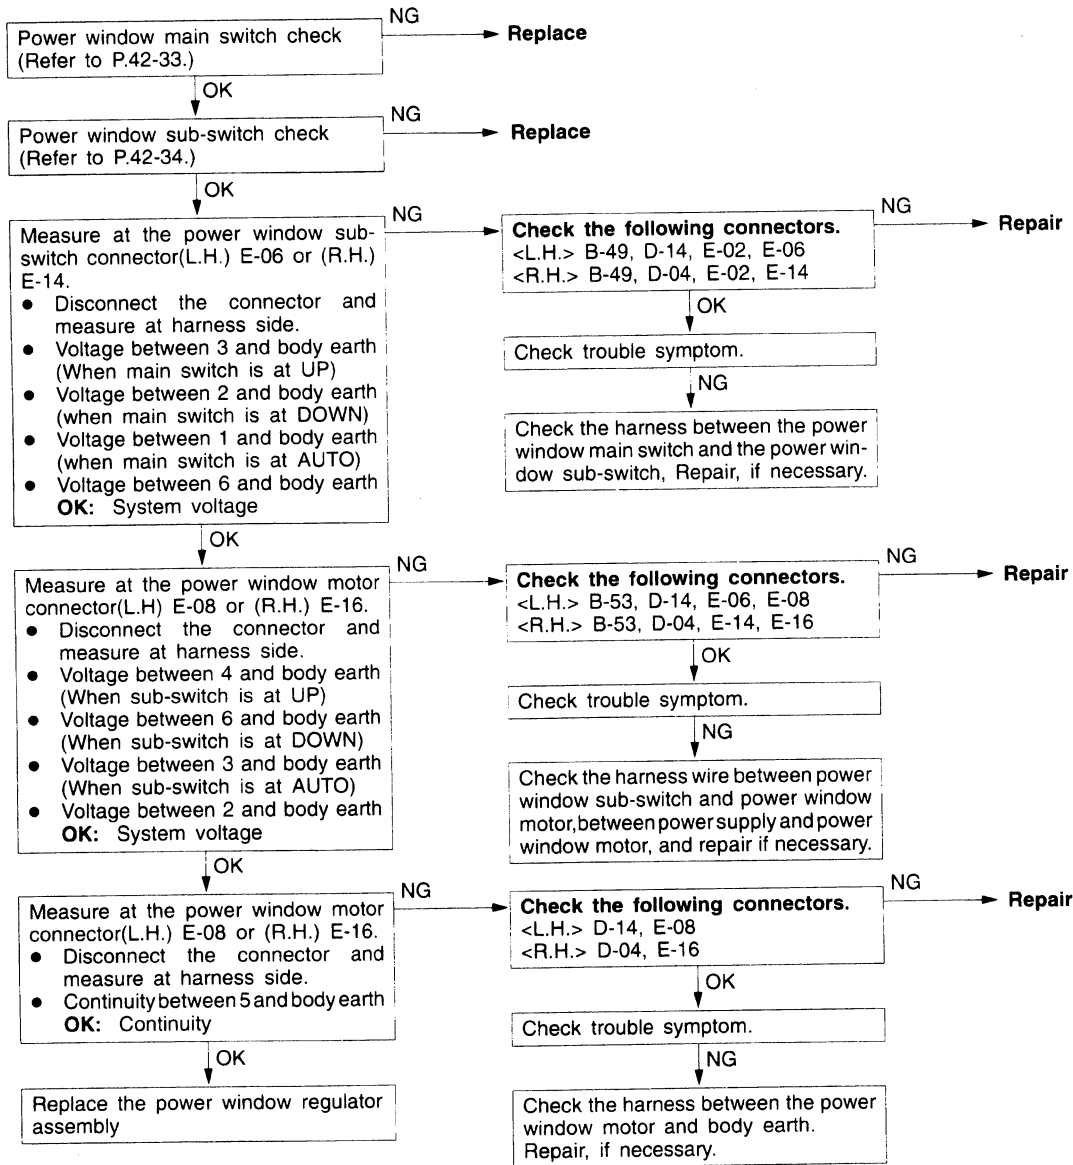 NG
Power window main switch check
(Refer to P.42-33.)
Replace
OK
NG
Power window sub-switch check
(Refer to P.42-34.)
Replace
OK
NG
Measure at the power window sub-
switch connector(L.H.) E-06 or (R.H.)
E-14.
● Disconnect the connector and
measure at harness side.
● Voltage between 3 and body earth
(When main switch is at UP)
● Voltage between 2 and body earth
(when main switch is at DOWN)
● Voltage between 1 and body earth
(when main switch is at AUTO)
● Voltage between 6 and body earth
OK: System voltage
Check the following connectors.
<L.H.> B-49, D-14, E-02, E-06
<R.H.> B-49, D-04, E-02, E-14
NG
Repair
OK
Check trouble symptom.
NG
Check the harness between the power
window main switch and the power win-
dow sub-switch, Repair, if necessary.
OK
NG
Measure at the power window motor
connector(L.H) E-08 or (R.H.) E-16.
● Disconnect the connector and
measure at harness side.
● Voltage between 4 and body earth
(When sub-switch is at UP)
● Voltage between 6 and body earth
(When sub-switch is at DOWN)
● Voltage between 3 and body earth
(When sub-switch is at AUTO)
● Voltage between 2 and body earth
OK: System voltage
Check the following connectors.
<L.H.> B-53, D-14, E-06, E-08
<R.H.> B-53, D-04, E-14, E-16
NG
Repair
OK
Check trouble symptom.
NG
Check the harness wire between power
window sub-switch and power window
motor, between power supply and power
window motor, and repair if necessary.
OK
NG
Measure at the power window motor
connector(L.H.) E-08 or (R.H.) E-16.
● Disconnect the connector and
measure at harness side.
● Continuity between 5 and body earth
OK: Continuity
Check the following connectors.
<L.H.> D-14, E-08
<R.H.> D-04, E-16
NG
Repair
OK
Check trouble symptom.
NG
Check the harness between the power
window motor and body earth.
Repair, if necessary.
OK
Replace the power window regulator
assembly